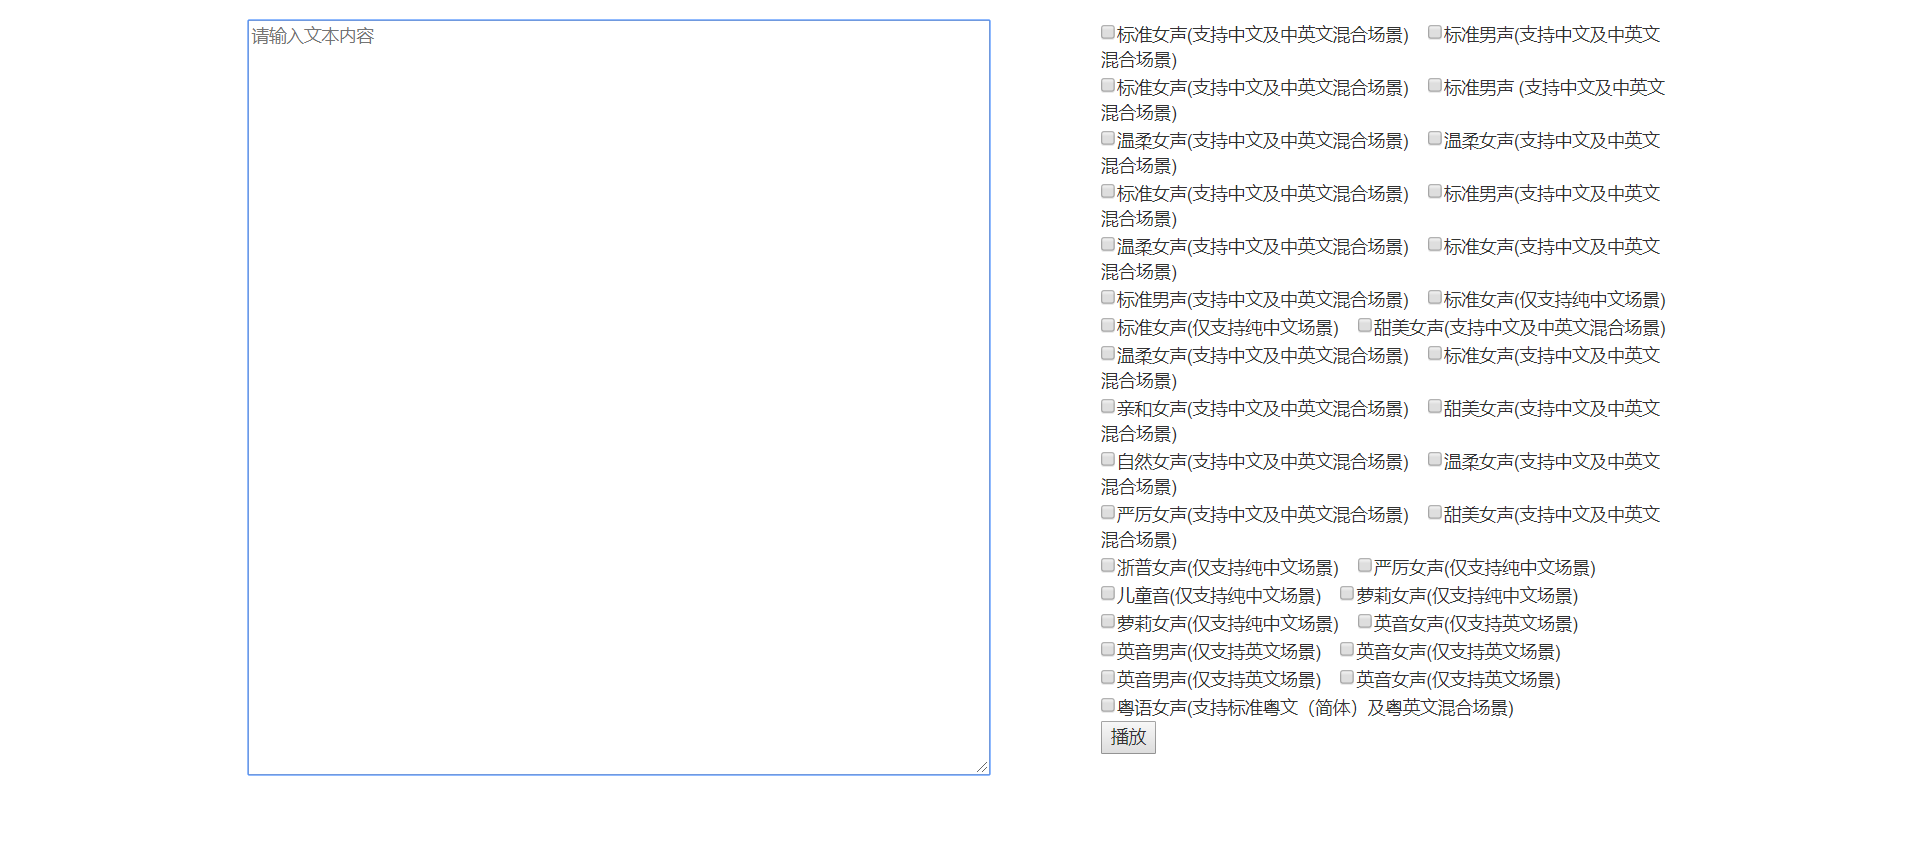 请输入文本内容
标准女声(支持中文及中英文混合场景) 标准男声(支持中文及中英文
混合场景)
标准女声(支持中文及中英文混合场景) 标准男声 (支持中文及中英文
混合场景)
温柔女声(支持中文及中英文混合场景) 温柔女声(支持中文及中英文
混合场景)
标准女声(支持中文及中英文混合场景) 标准男声(支持中文及中英文
混合场景)
温柔女声(支持中文及中英文混合场景) 标准女声(支持中文及中英文
混合场景)
标准男声(支持中文及中英文混合场景) 标准女声(仅支持纯中文场景)
标准女声(仅支持纯中文场景) 甜美女声(支持中文及中英文混合场景)
温柔女声(支持中文及中英文混合场景) 标准女声(支持中文及中英文
混合场景)
亲和女声(支持中文及中英文混合场景) 甜美女声(支持中文及中英文
混合场景)
自然女声(支持中文及中英文混合场景) 温柔女声(支持中文及中英文
混合场景)
严厉女声(支持中文及中英文混合场景) 甜美女声(支持中文及中英文
混合场景)
浙普女声(仅支持纯中文场景) 严厉女声(仅支持纯中文场景)
儿童音(仅支持纯中文场景) 萝莉女声(仅支持纯中文场景)
萝莉女声(仅支持纯中文场景) 英音女声(仅支持英文场景)
英音男声(仅支持英文场景) 英音女声(仅支持英文场景)
英音男声(仅支持英文场景) 英音女声(仅支持英文场景)
粤语女声(支持标准粤文（简体）及粤英文混合场景)
播放